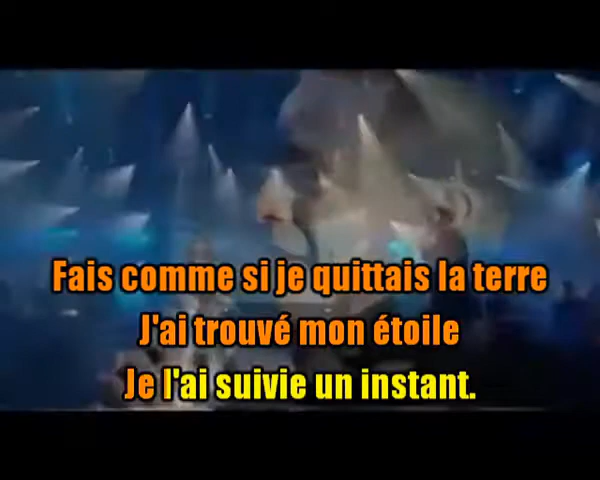 Fais comme si je quittais la terre
J'ai trouvé mon étoile
Je l'ai suivie un instant.